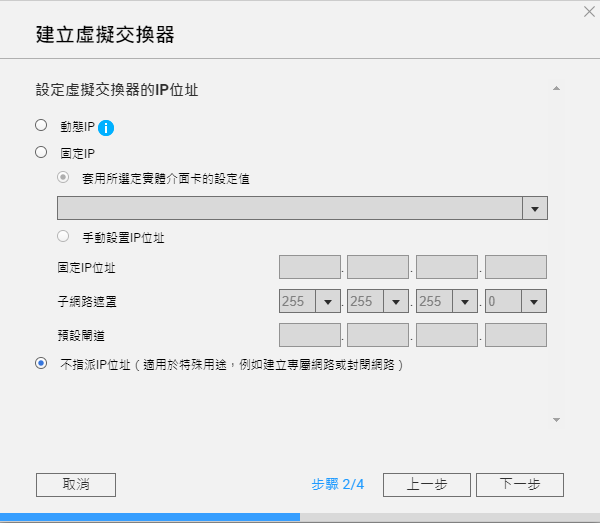 建立虛擬交換器
設定虛擬交換器的IP位址
動態IP
固定IP
套用所選定實體介面卡的設定值
手動設置IP位址
固定IP位址 . . .
子網路遮罩 255 . 255 . 255 . 0
預設閘道 . . .
不指派IP位址（適用於特殊用途，例如建立專屬網路或封閉網路）
取消 步驟 2/4 上一步 下一步